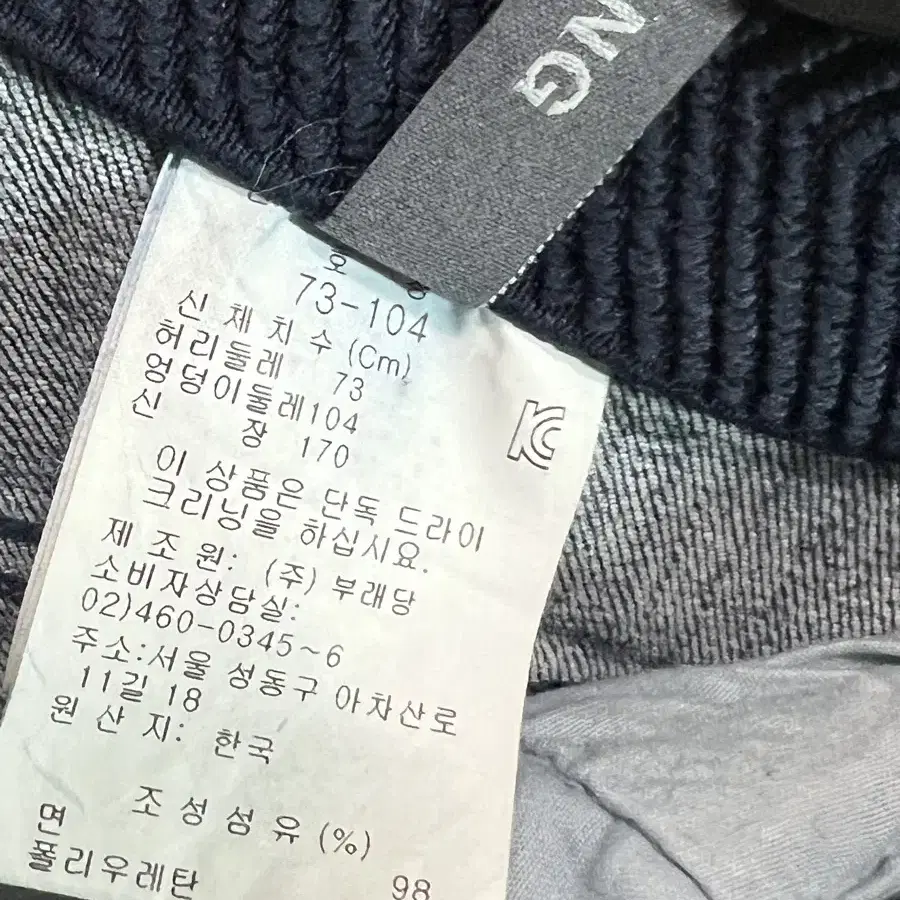 NG
호 칭
73-104
신 체 치 수 (Cm)
허리둘레 73
엉덩이둘레104
신 장 170
KC
이 상품은 단독 드라이
크리닝을 하십시요.
제 조 원: (주) 부래당
소비자상담실:
02)460-0345~6
주소:서울 성동구 아차산로
11길 18
원 산 지: 한국
조 성 섬 유 (%)
면 98
폴리우레탄